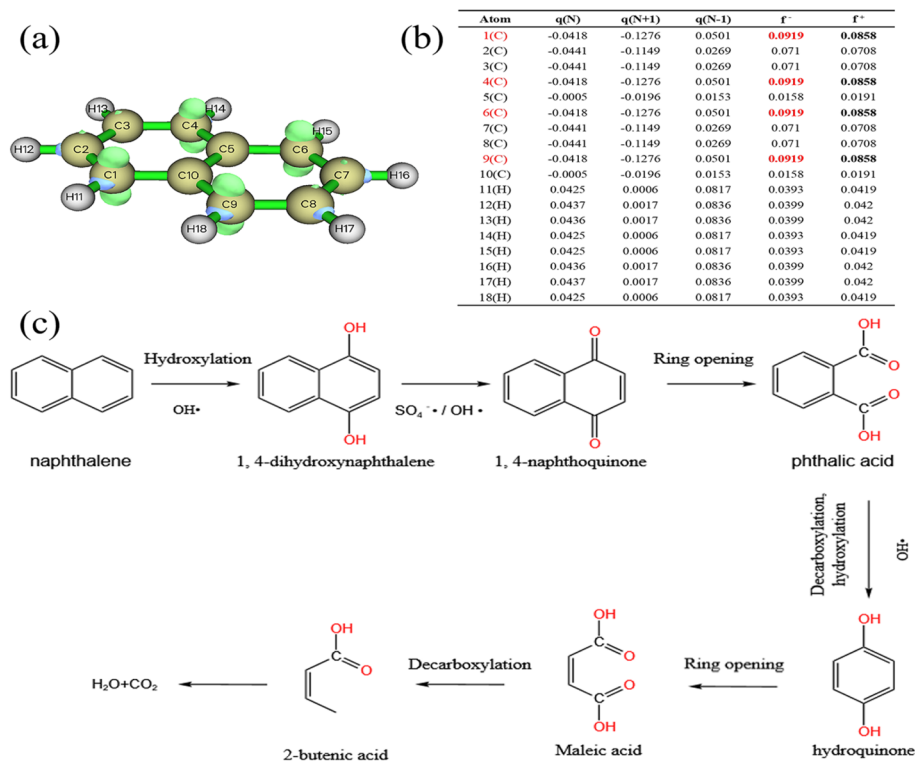 (a)
H13
H14
C3
C4
H15
H12
C2
C5
C6
C1
C10
C7
H16
H11
C9
C8
H18
H17
(b)
Atom q(N) q(N+1) q(N-1) f⁻ f⁺
1(C) -0.0418 -0.1276 0.0501 0.0919 0.0858
2(C) -0.0441 -0.1149 0.0269 0.071 0.0708
3(C) -0.0441 -0.1149 0.0269 0.071 0.0708
4(C) -0.0418 -0.1276 0.0501 0.0919 0.0858
5(C) -0.0005 -0.0196 0.0153 0.0158 0.0191
6(C) -0.0418 -0.1276 0.0501 0.0919 0.0858
7(C) -0.0441 -0.1149 0.0269 0.071 0.0708
8(C) -0.0441 -0.1149 0.0269 0.071 0.0708
9(C) -0.0418 -0.1276 0.0501 0.0919 0.0858
10(C) -0.0005 -0.0196 0.0153 0.0158 0.0191
11(H) 0.0425 0.0006 0.0817 0.0393 0.0419
12(H) 0.0437 0.0017 0.0836 0.0399 0.042
13(H) 0.0436 0.0017 0.0836 0.0399 0.042
14(H) 0.0425 0.0006 0.0817 0.0393 0.0419
15(H) 0.0425 0.0006 0.0817 0.0393 0.0419
16(H) 0.0436 0.0017 0.0836 0.0399 0.042
17(H) 0.0437 0.0017 0.0836 0.0399 0.042
18(H) 0.0425 0.0006 0.0817 0.0393 0.0419
(c)
naphthalene
Hydroxylation
OH•
OH
OH
1, 4-dihydroxynaphthalene
SO₄⁻• / OH •
O
O
1, 4-naphthoquinone
Ring opening
OH
C
O
C
O
OH
phthalic acid
Decarboxylation,
hydroxylation
OH•
OH
OH
hydroquinone
Ring opening
OH
C
O
O
C
OH
Maleic acid
Decarboxylation
OH
C
O
2-butenic acid
H₂O+CO₂